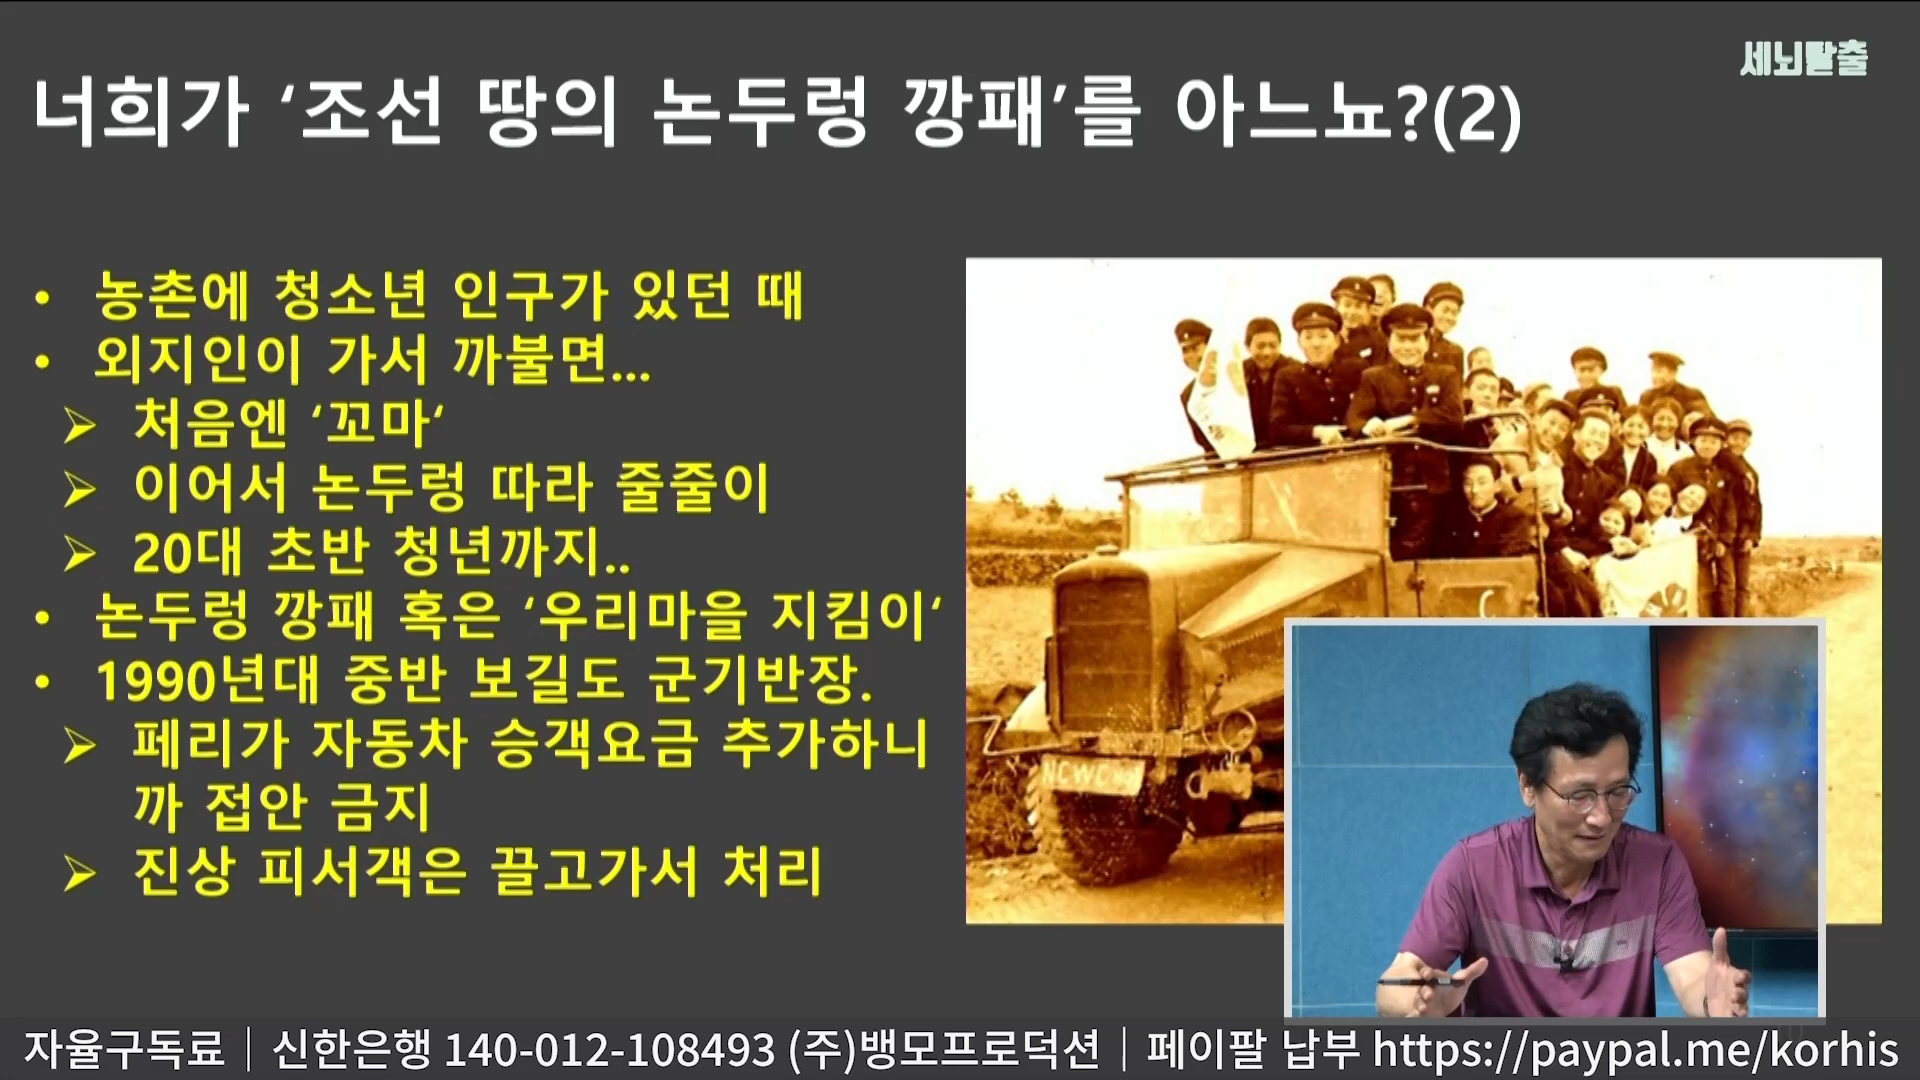 세뇌탈출
너희가 ‘조선 땅의 논두렁 깡패’를 아느뇨?(2)
• 농촌에 청소년 인구가 있던 때
• 외지인이 가서 까불면...
➢ 처음엔 ‘꼬마‘
➢ 이어서 논두렁 따라 줄줄이
➢ 20대 초반 청년까지..
• 논두렁 깡패 혹은 ‘우리마을 지킴이‘
• 1990년대 중반 보길도 군기반장.
➢ 페리가 자동차 승객요금 추가하니
까 접안 금지
➢ 진상 피서객은 끌고가서 처리
NCWC
자율구독료｜신한은행 140-012-108493 (주)뱅모프로덕션｜페이팔 납부 https://paypal.me/korhis